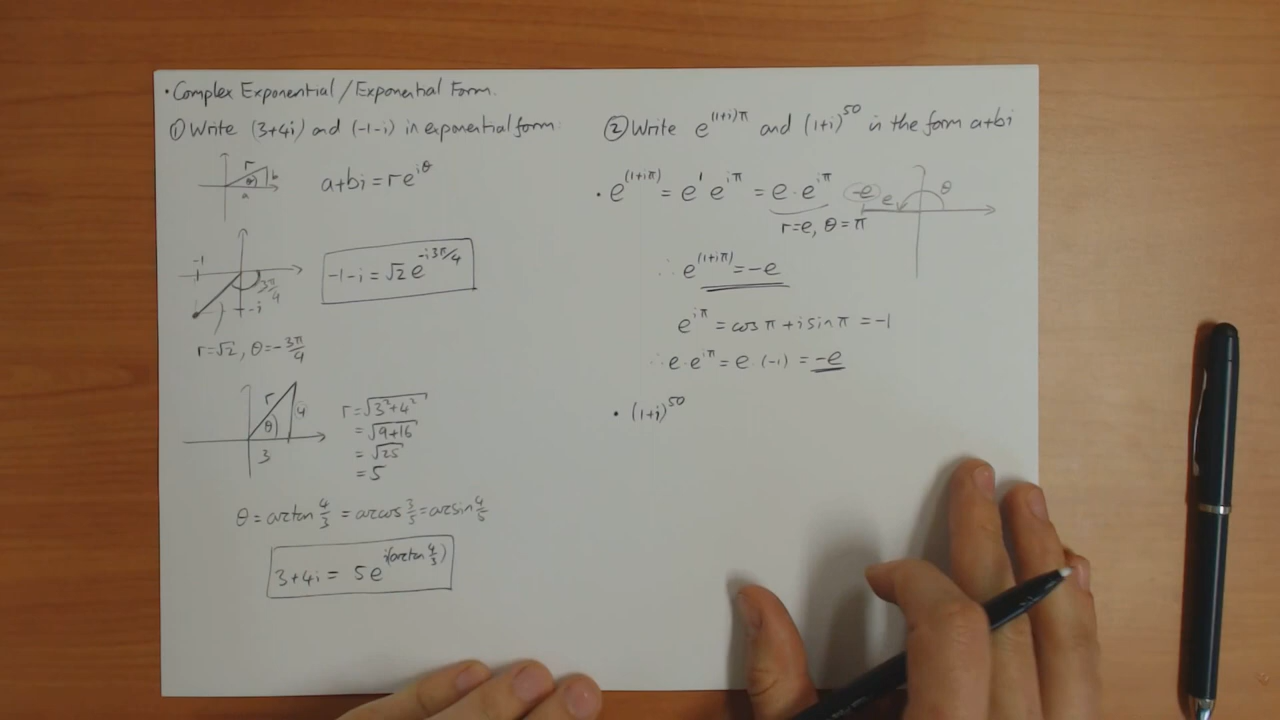 • Complex Exponential / Exponential Form.
① Write (3+4i) and (-1-i) in exponential form
r θ b a
a+bi = re^{iθ}
-1
3π/4
-i
-1-i = √2 e^{-i3π/4}
r=√2, θ=-3π/4
r θ 4 3
r = √(3²+4²)
= √(9+16)
= √25
= 5
θ = arctan 4/3 = arccos 3/5 = arcsin 4/5
3+4i = 5e^{i(arctan 4/3)}
② Write e^{(1+i)π} and (1+i)^{50} in the form a+bi
• e^{(1+iπ)} = e^1 e^{iπ} = e · e^{iπ}
r=e, θ=π
-e e θ
∴ e^{(1+iπ)} = -e
e^{iπ} = cos π + i sin π = -1
∴ e·e^{iπ} = e·(-1) = -e
• (1+i)^{50}